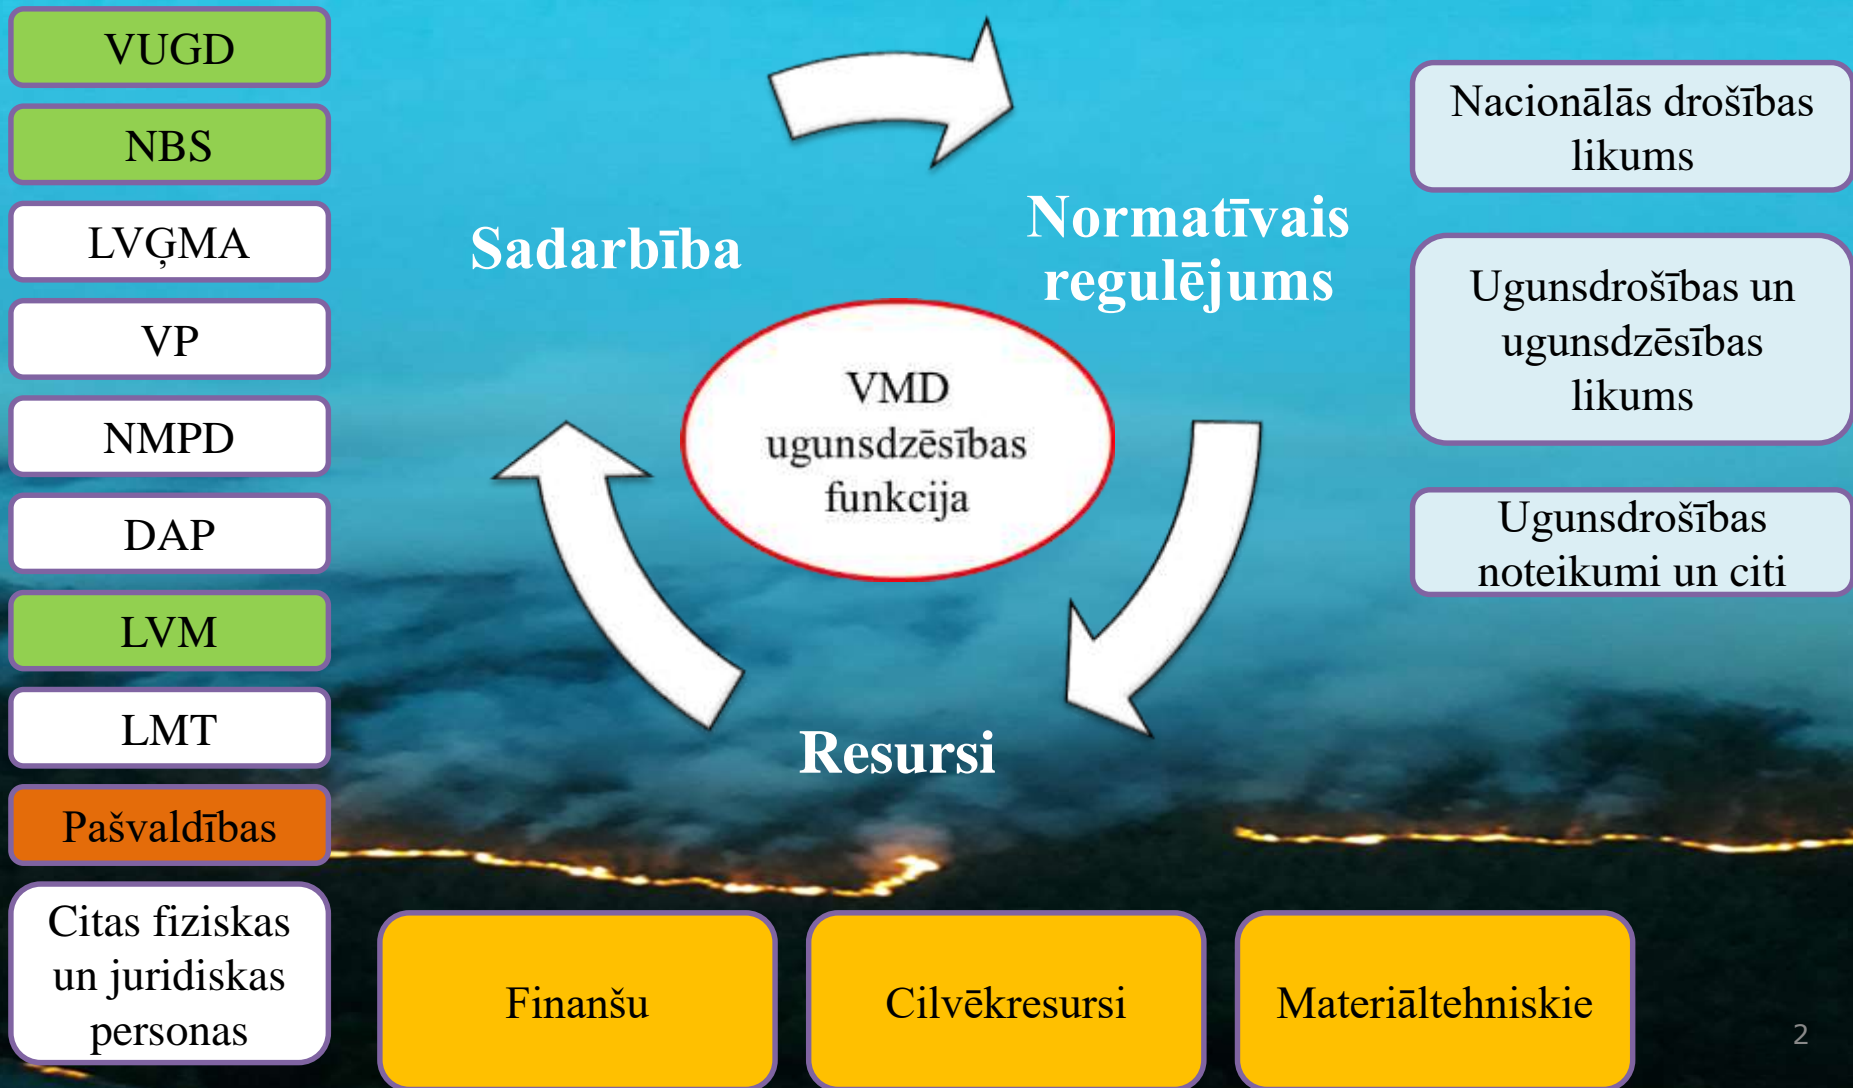 VUGD
NBS
LVĢMA
VP
NMPD
DAP
LVM
LMT
Pašvaldības
Citas fiziskas
un juridiskas
personas
Sadarbība
Normatīvais
regulējums
VMD
ugunsdzēsības
funkcija
Resursi
Nacionālās drošības
likums
Ugunsdrošības un
ugunsdzēsības
likums
Ugunsdrošības
noteikumi un citi
Finanšu
Cilvēkresursi
Materiāltehniskie
2